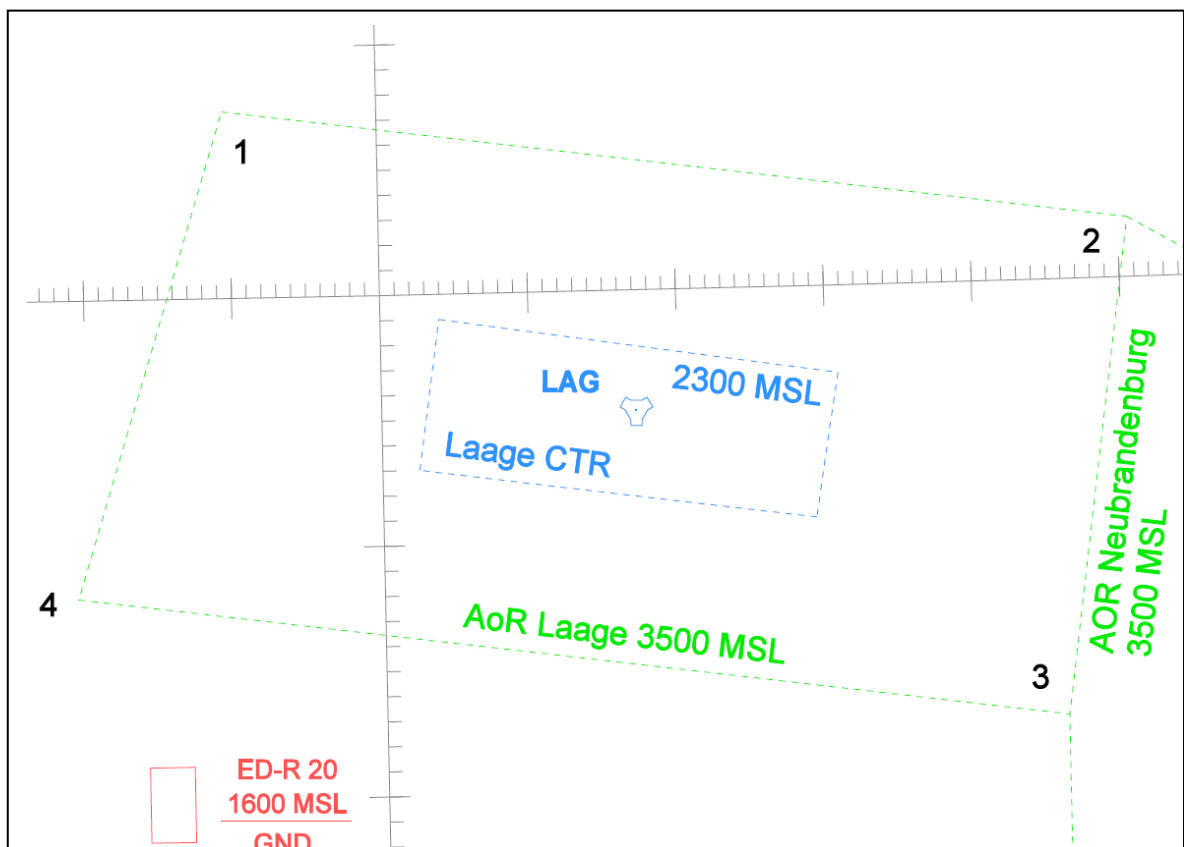 1
2
LAG
2300 MSL
Laage CTR
AOR Neubrandenburg
3500 MSL
4
AoR Laage 3500 MSL
3
ED-R 20
1600 MSL
GND